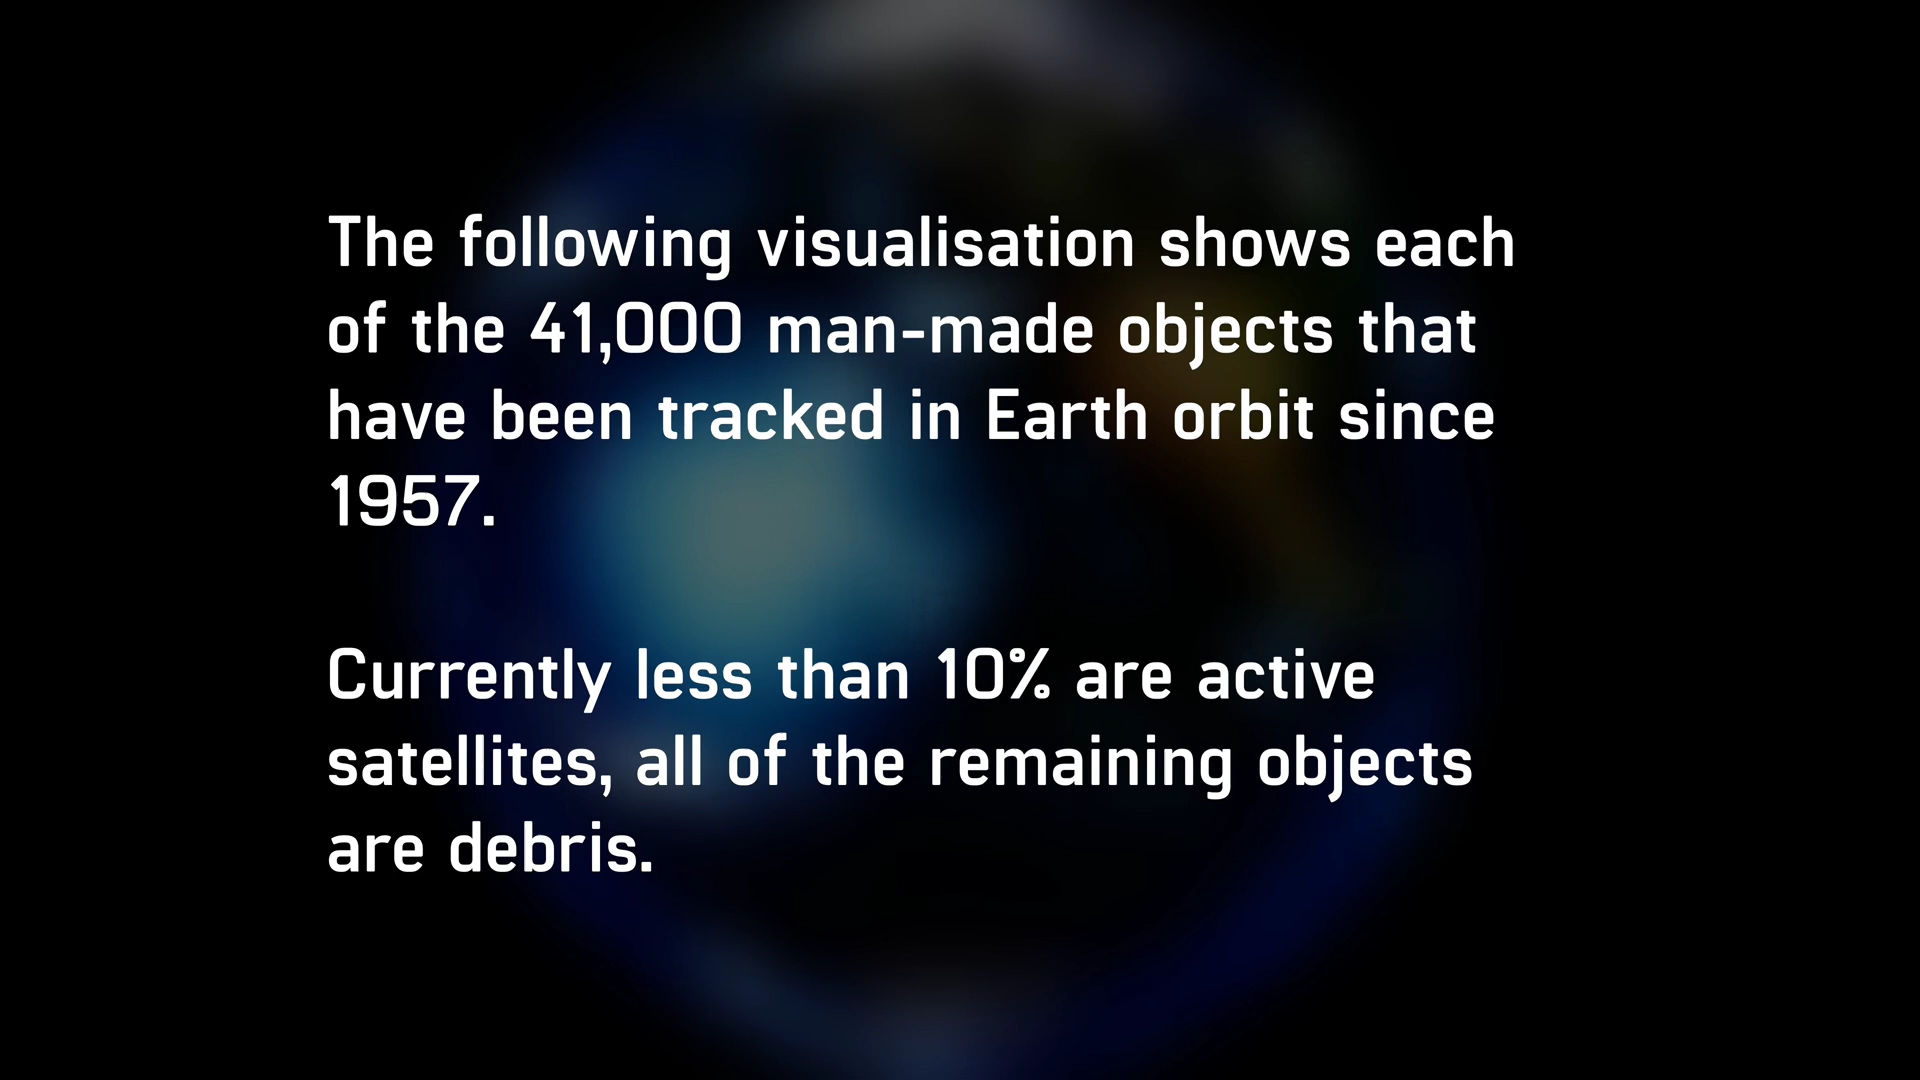 The following visualisation shows each
of the 41,000 man-made objects that
have been tracked in Earth orbit since
1957.
Currently less than 10% are active
satellites, all of the remaining objects
are debris.